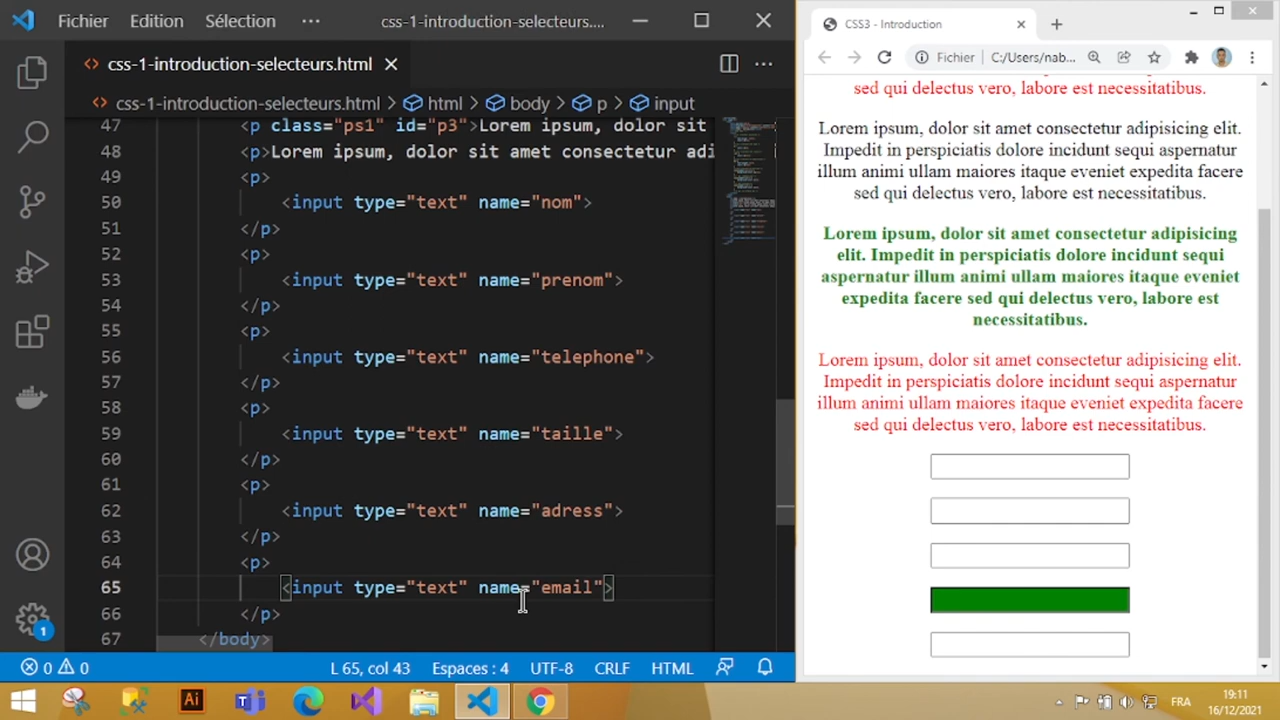 Fichier Edition Sélection ··· css-1-introduction-selecteurs....
css-1-introduction-selecteurs.html
css-1-introduction-selecteurs.html > html > body > p > input
47 <p class="ps1" id="p3">Lorem ipsum, dolor sit
48 <p>Lorem ipsum, dolor sit amet consectetur adi
49 <p>
50 <input type="text" name="nom">
51 </p>
52 <p>
53 <input type="text" name="prenom">
54 </p>
55 <p>
56 <input type="text" name="telephone">
57 </p>
58 <p>
59 <input type="text" name="taille">
60 </p>
61 <p>
62 <input type="text" name="adress">
63 </p>
64 <p>
65 <input type="text" name="email">
66 </p>
67 </body>
1
0 0 L 65, col 43 Espaces : 4 UTF-8 CRLF HTML
CSS3 - Introduction
Fichier C:/Users/nab...
sed qui delectus vero, labore est necessitatibus.
Lorem ipsum, dolor sit amet consectetur adipisicing elit.
Impedit in perspiciatis dolore incidunt sequi aspernatur
illum animi ullam maiores itaque eveniet expedita facere
sed qui delectus vero, labore est necessitatibus.
Lorem ipsum, dolor sit amet consectetur adipisicing
elit. Impedit in perspiciatis dolore incidunt sequi
aspernatur illum animi ullam maiores itaque eveniet
expedita facere sed qui delectus vero, labore est
necessitatibus.
Lorem ipsum, dolor sit amet consectetur adipisicing elit.
Impedit in perspiciatis dolore incidunt sequi aspernatur
illum animi ullam maiores itaque eveniet expedita facere
sed qui delectus vero, labore est necessitatibus.
Ai
FRA
19:11
16/12/2021